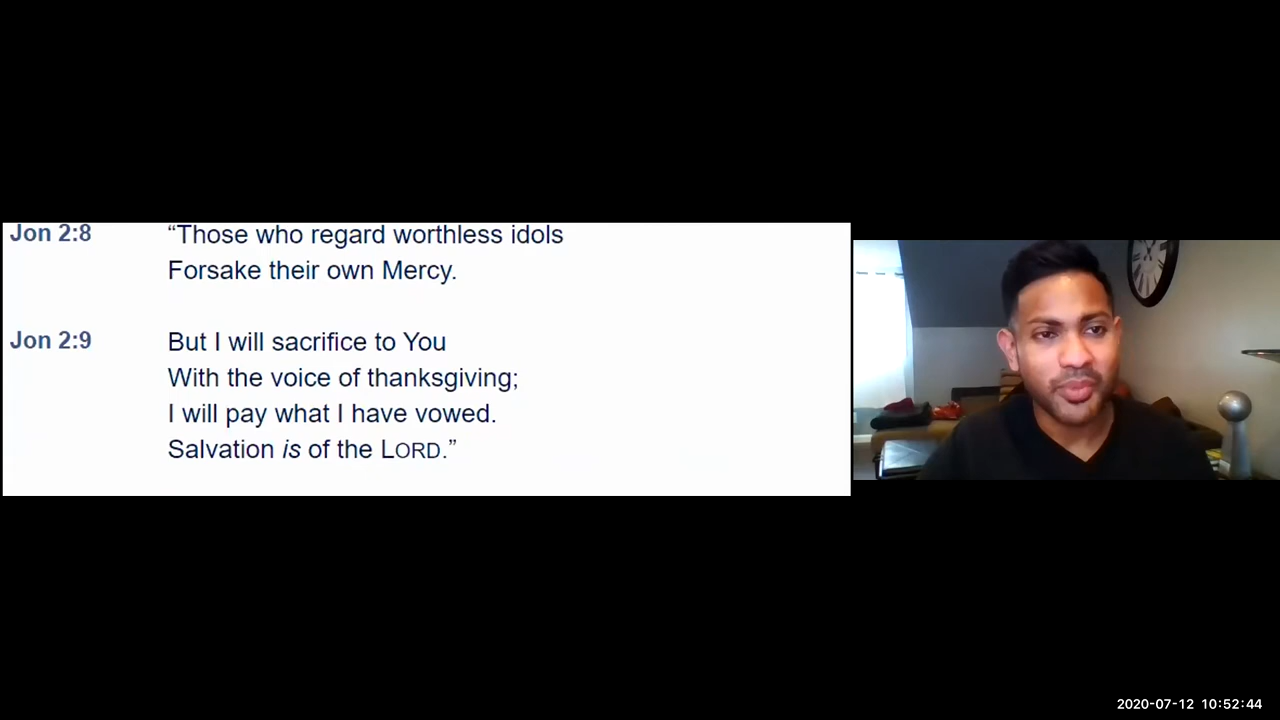 Jon 2:8 “Those who regard worthless idols
Forsake their own Mercy.
Jon 2:9 But I will sacrifice to You
With the voice of thanksgiving;
I will pay what I have vowed.
Salvation is of the LORD.”
2020-07-12 10:52:44